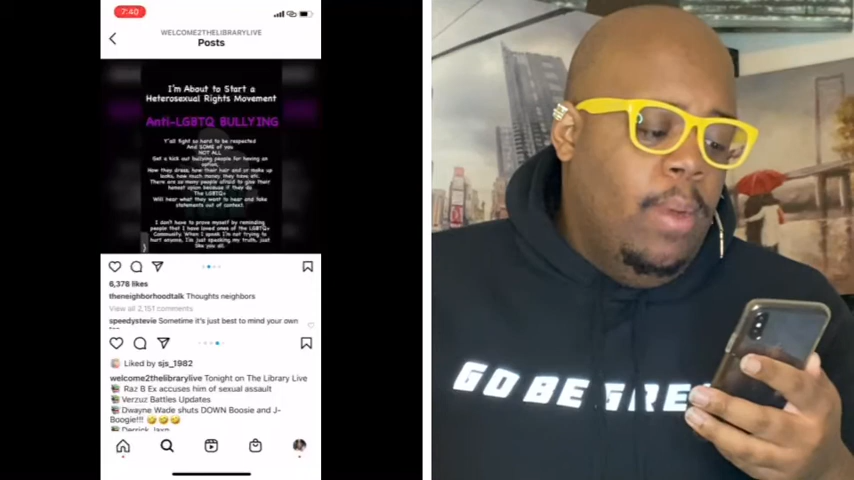 7:40
WELCOME2THELIBRARYLIVE
Posts
I'm About to Start a
Heterosexual Rights Movement
Anti-LGBTQ BULLYING
Y'all fight so hard to be respected
And SOME of you
NOT ALL
Get a kick out bullying people for having an
opinion.
How they dress, how their hair and or make up
looks, how much money they have etc.
There are so many people afraid to give their
honest opin because if they do
The LGBTQ+
Will hear what they want to hear and take
statements out of context.
I don't have to prove myself by reminding
people that I have loved ones of the LGBTQ+
Community. When I speak I'm not trying to
hurt anyone, I'm just speaking my truth, just
like you all.
6,378 likes
theneighborhoodtalk Thoughts neighbors
View all 2,151 comments
speedystevie Sometime it's just best to mind your own
Liked by sjs_1982
welcome2thelibrarylive Tonight on The Library Live
Raz B Ex accuses him of sexual assault
Verzuz Battles Updates
Dwayne Wade shuts DOWN Boosie and J-
Boogie!!! 🤣🤣🤣
Derrick Jaxn
GO BE GRE